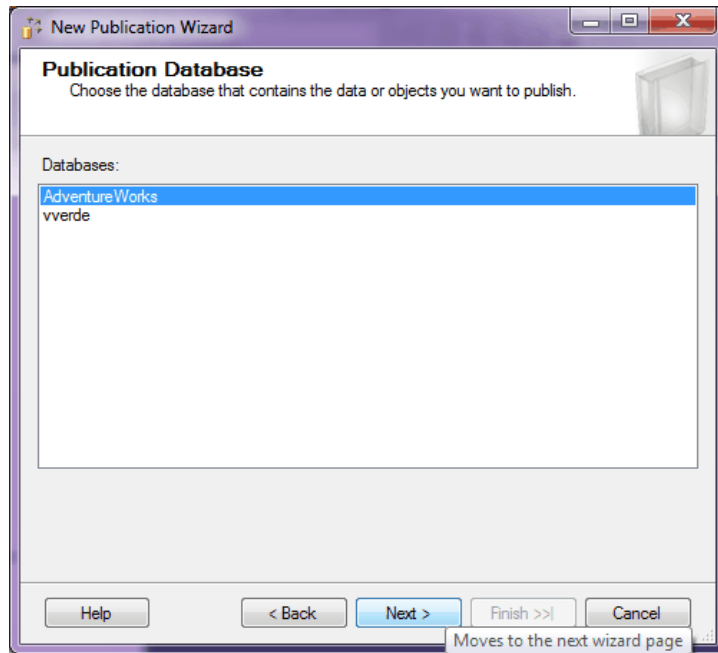 New Publication Wizard
Publication Database
Choose the database that contains the data or objects you want to publish.
Databases:
AdventureWorks
vverde
Help
< Back
Next >
Finish >>|
Cancel
Moves to the next wizard page